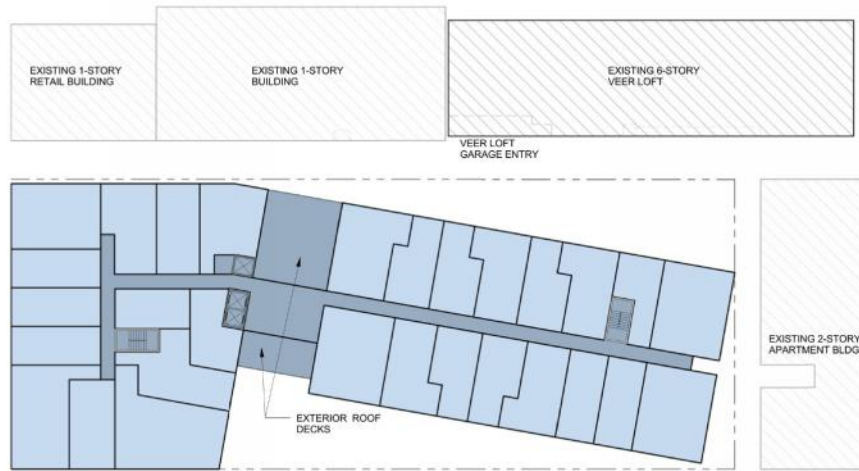 EXISTING 1-STORY
RETAIL BUILDING
EXISTING 1-STORY
BUILDING
EXISTING 6-STORY
VEER LOFT
VEER LOFT
GARAGE ENTRY
EXISTING 2-STORY
APARTMENT BLDG
EXTERIOR ROOF
DECKS